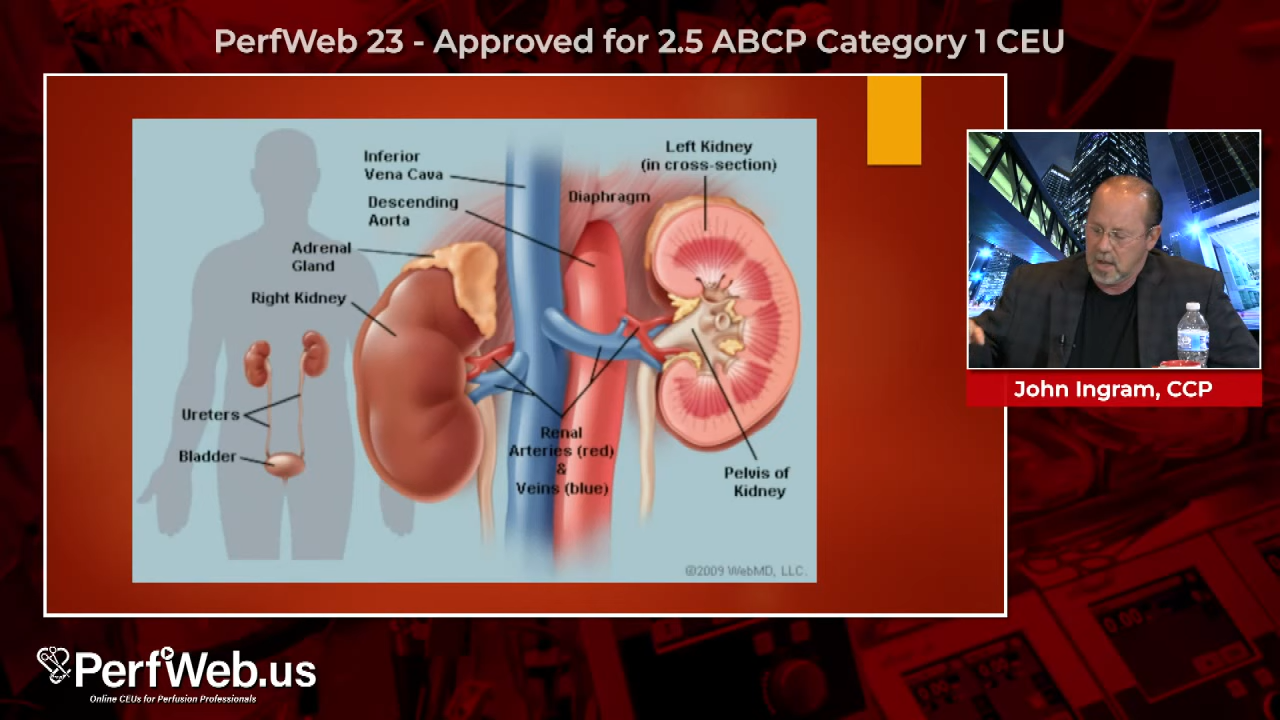 PerfWeb 23 - Approved for 2.5 ABCP Category 1 CEU
Inferior
Vena Cava
Descending
Aorta
Adrenal
Gland
Right Kidney
Diaphragm
Left Kidney
(in cross-section)
Ureters
Bladder
Renal
Arteries (red)
&
Veins (blue)
Pelvis of
Kidney
©2009 WebMD, LLC.
John Ingram, CCP
PerfWeb.us
Online CEUs for Perfusion Professionals